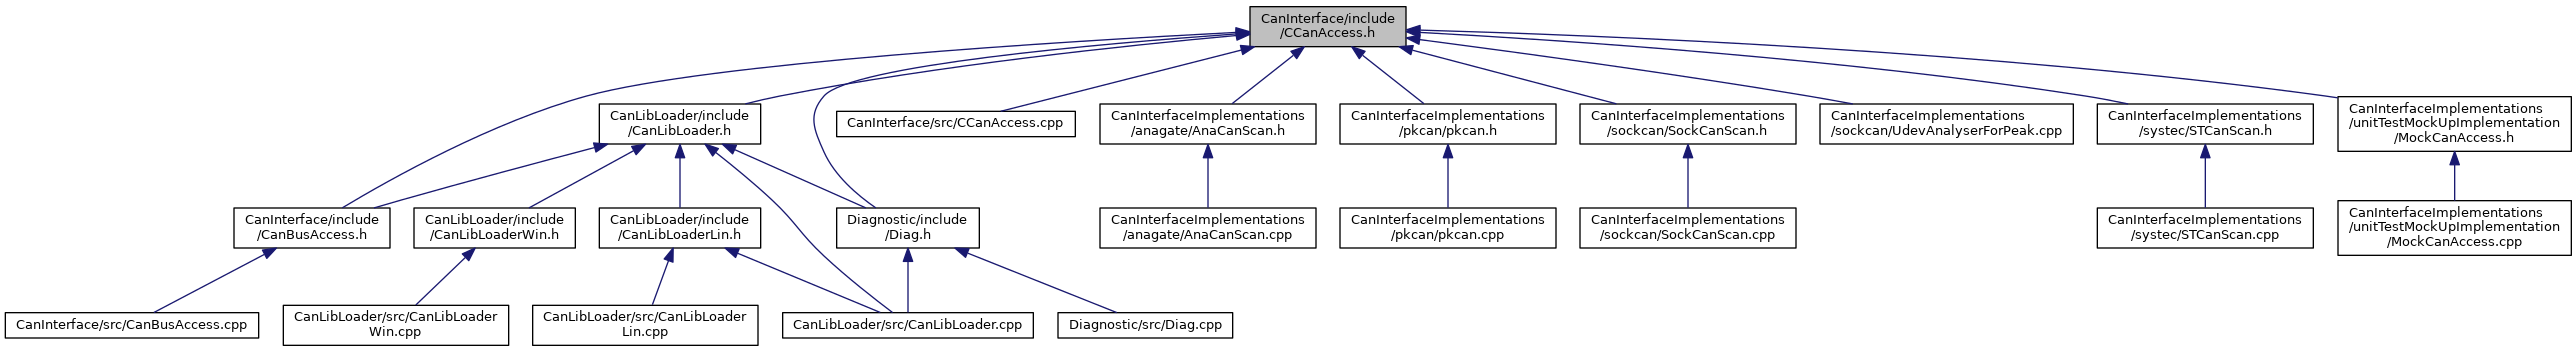 CanInterface/include
/CCanAccess.h
CanLibLoader/include
/CanLibLoader.h
CanInterface/src/CCanAccess.cpp
CanInterfaceImplementations
/anagate/AnaCanScan.h
CanInterfaceImplementations
/pkcan/pkcan.h
CanInterfaceImplementations
/sockcan/SockCanScan.h
CanInterfaceImplementations
/sockcan/UdevAnalyserForPeak.cpp
CanInterfaceImplementations
/systec/STCanScan.h
CanInterfaceImplementations
/unitTestMockUpImplementation
/MockCanAccess.h
CanInterface/include
/CanBusAccess.h
CanLibLoader/include
/CanLibLoaderWin.h
CanLibLoader/include
/CanLibLoaderLin.h
Diagnostic/include
/Diag.h
CanInterfaceImplementations
/anagate/AnaCanScan.cpp
CanInterfaceImplementations
/pkcan/pkcan.cpp
CanInterfaceImplementations
/sockcan/SockCanScan.cpp
CanInterfaceImplementations
/systec/STCanScan.cpp
CanInterfaceImplementations
/unitTestMockUpImplementation
/MockCanAccess.cpp
CanInterface/src/CanBusAccess.cpp
CanLibLoader/src/CanLibLoader
Win.cpp
CanLibLoader/src/CanLibLoader
Lin.cpp
CanLibLoader/src/CanLibLoader.cpp
Diagnostic/src/Diag.cpp